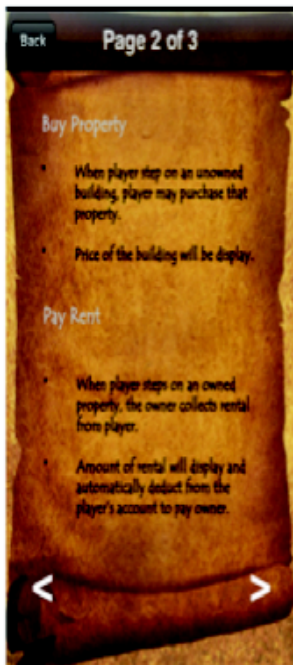 Back
Page 2 of 3
Buy Property
• When player step on an unowned
building, player may purchase that
property.
• Price of the building will be display.
Pay Rent
• When player steps on an owned
property, the owner collects rental
from player.
• Amount of rental will display and
automatically deduct from the
player's account to pay owner.
< >